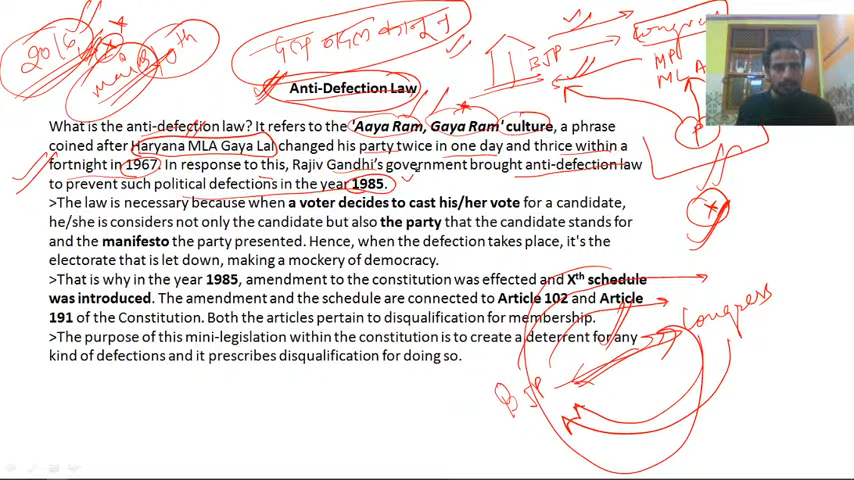 2016 Main 10th
दल बदल कानून
BJP
Congress
MP
MLA
P
Anti-Defection Law
What is the anti-defection law? It refers to the 'Aaya Ram, Gaya Ram' culture, a phrase
coined after Haryana MLA Gaya Lal changed his party twice in one day and thrice within a
fortnight in 1967. In response to this, Rajiv Gandhi's government brought anti-defection law
to prevent such political defections in the year 1985.
>The law is necessary because when a voter decides to cast his/her vote for a candidate,
he/she is considers not only the candidate but also the party that the candidate stands for
and the manifesto the party presented. Hence, when the defection takes place, it's the
electorate that is let down, making a mockery of democracy.
>That is why in the year 1985, amendment to the constitution was effected and Xth schedule
was introduced. The amendment and the schedule are connected to Article 102 and Article
191 of the Constitution. Both the articles pertain to disqualification for membership.
>The purpose of this mini-legislation within the constitution is to create a deterrent for any
kind of defections and it prescribes disqualification for doing so.
Congress
BJP